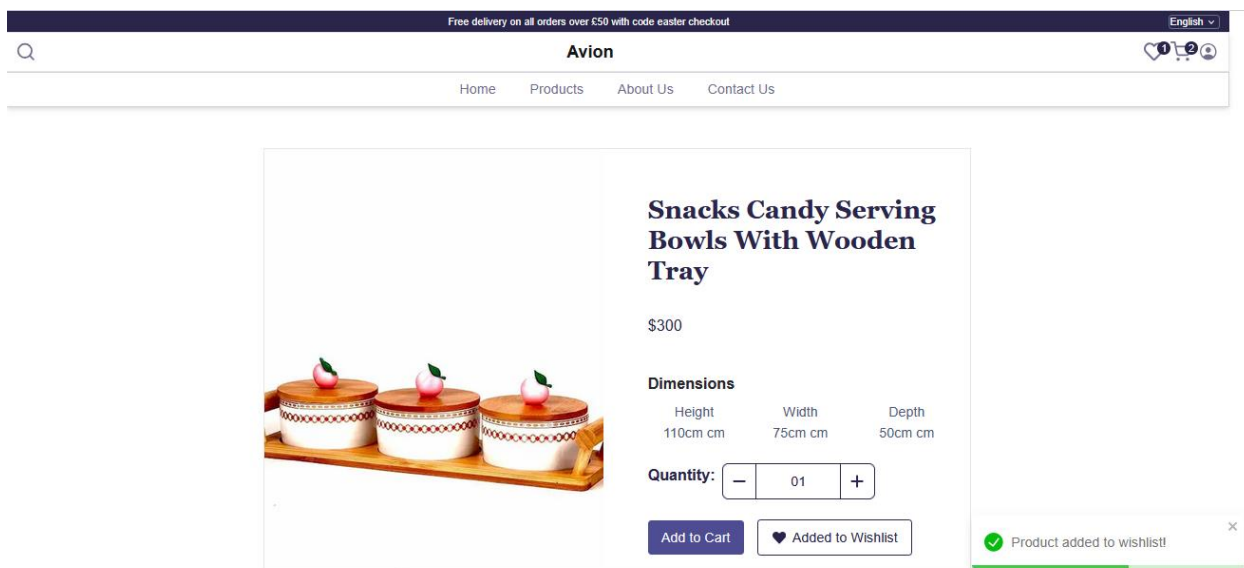 Free delivery on all orders over £50 with code easter checkout
English
Avion
1
2
Home Products About Us Contact Us
Snacks Candy Serving
Bowls With Wooden
Tray
$300
Dimensions
Height Width Depth
110cm cm 75cm cm 50cm cm
Quantity: − 01 +
Add to Cart Added to Wishlist
Product added to wishlist!